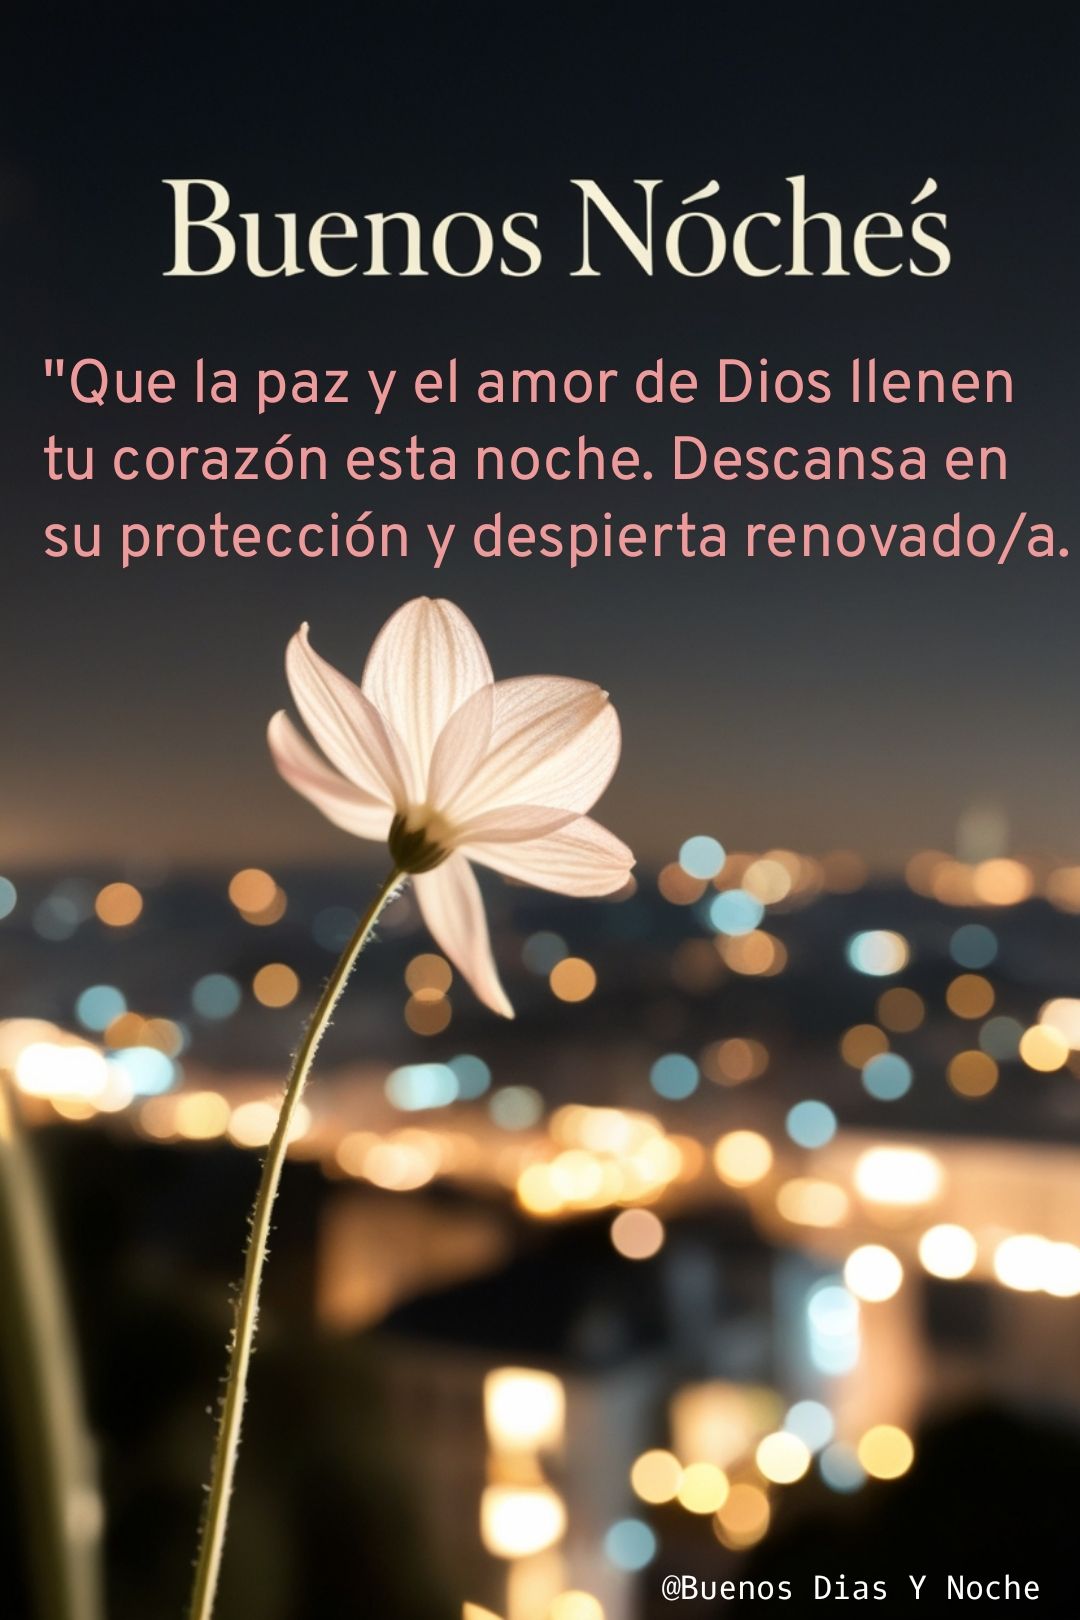 Buenos Nócheś
"Que la paz y el amor de Dios llenen
tu corazón esta noche. Descansa en
su protección y despierta renovado/a.
@Buenos Dias Y Noche